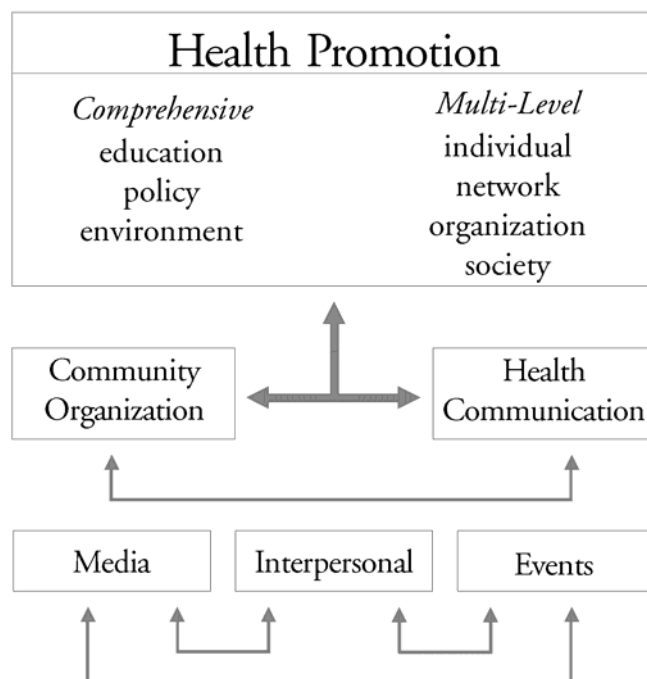 Health Promotion
Comprehensive
education
policy
environment
Multi-Level
individual
network
organization
society
Community
Organization
Health
Communication
Media
Interpersonal
Events